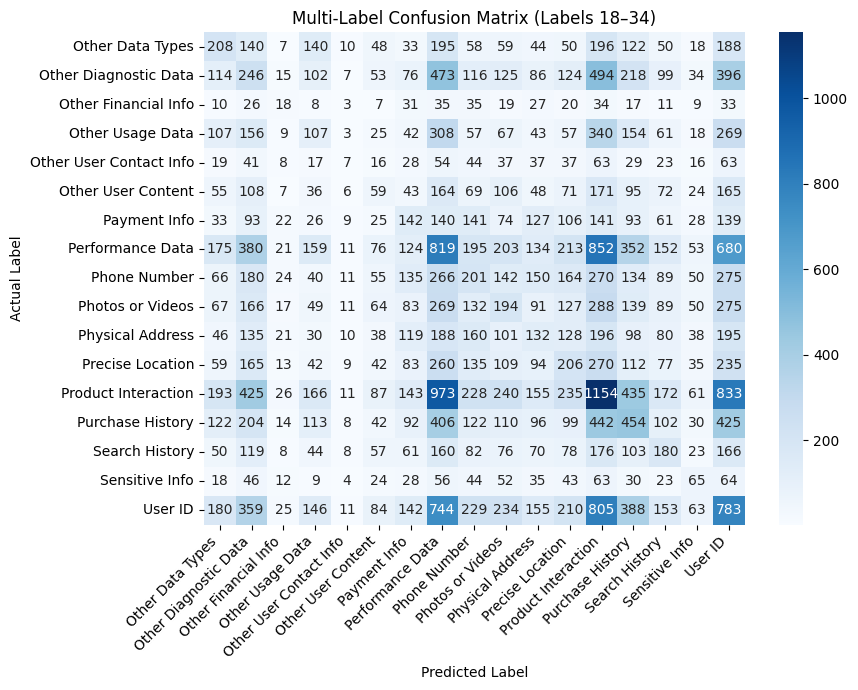 Multi-Label Confusion Matrix (Labels 18–34)
Other Data Types 208 140 7 140 10 48 33 195 58 59 44 50 196 122 50 18 188
Other Diagnostic Data 114 246 15 102 7 53 76 473 116 125 86 124 494 218 99 34 396
Other Financial Info 10 26 18 8 3 7 31 35 35 19 27 20 34 17 11 9 33
Other Usage Data 107 156 9 107 3 25 42 308 57 67 43 57 340 154 61 18 269
Other User Contact Info 19 41 8 17 7 16 28 54 44 37 37 37 63 29 23 16 63
Other User Content 55 108 7 36 6 59 43 164 69 106 48 71 171 95 72 24 165
Payment Info 33 93 22 26 9 25 142 140 141 74 127 106 141 93 61 28 139
Performance Data 175 380 21 159 11 76 124 819 195 203 134 213 852 352 152 53 680
Phone Number 66 180 24 40 11 55 135 266 201 142 150 164 270 134 89 50 275
Photos or Videos 67 166 17 49 11 64 83 269 132 194 91 127 288 139 89 50 275
Physical Address 46 135 21 30 10 38 119 188 160 101 132 128 196 98 80 38 195
Precise Location 59 165 13 42 9 42 83 260 135 109 94 206 270 112 77 35 235
Product Interaction 193 425 26 166 11 87 143 973 228 240 155 235 1154 435 172 61 833
Purchase History 122 204 14 113 8 42 92 406 122 110 96 99 442 454 102 30 425
Search History 50 119 8 44 8 57 61 160 82 76 70 78 176 103 180 23 166
Sensitive Info 18 46 12 9 4 24 28 56 44 52 35 43 63 30 23 65 64
User ID 180 359 25 146 11 84 142 744 229 234 155 210 805 388 153 63 783
Actual Label
Other Data Types
Other Diagnostic Data
Other Financial Info
Other Usage Data
Other User Contact Info
Other User Content
Payment Info
Performance Data
Phone Number
Photos or Videos
Physical Address
Precise Location
Product Interaction
Purchase History
Search History
Sensitive Info
User ID
Predicted Label
1000
800
600
400
200